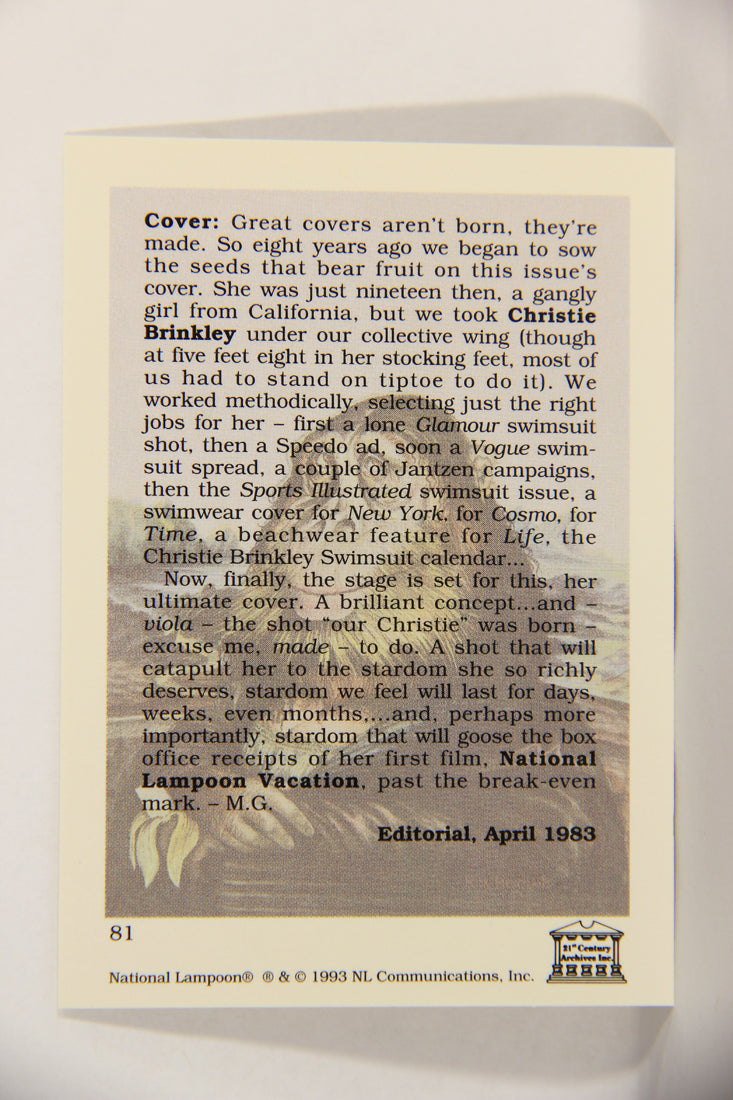 Cover: Great covers aren't born, they're
made. So eight years ago we began to sow
the seeds that bear fruit on this issue's
cover. She was just nineteen then, a gangly
girl from California, but we took Christie
Brinkley under our collective wing (though
at five feet eight in her stocking feet, most of
us had to stand on tiptoe to do it). We
worked methodically, selecting just the right
jobs for her – first a lone Glamour swimsuit
shot, then a Speedo ad, soon a Vogue swim-
suit spread, a couple of Jantzen campaigns,
then the Sports Illustrated swimsuit issue, a
swimwear cover for New York, for Cosmo, for
Time, a beachwear feature for Life, the
Christie Brinkley Swimsuit calendar...
Now, finally, the stage is set for this, her
ultimate cover. A brilliant concept...and –
viola – the shot "our Christie" was born –
excuse me, made – to do. A shot that will
catapult her to the stardom she so richly
deserves, stardom we feel will last for days,
weeks, even months,...and, perhaps more
importantly, stardom that will goose the box
office receipts of her first film, National
Lampoon Vacation, past the break-even
mark. – M.G.
Editorial, April 1983
81
21st Century
Archives Inc.
National Lampoon® ® & © 1993 NL Communications, Inc.